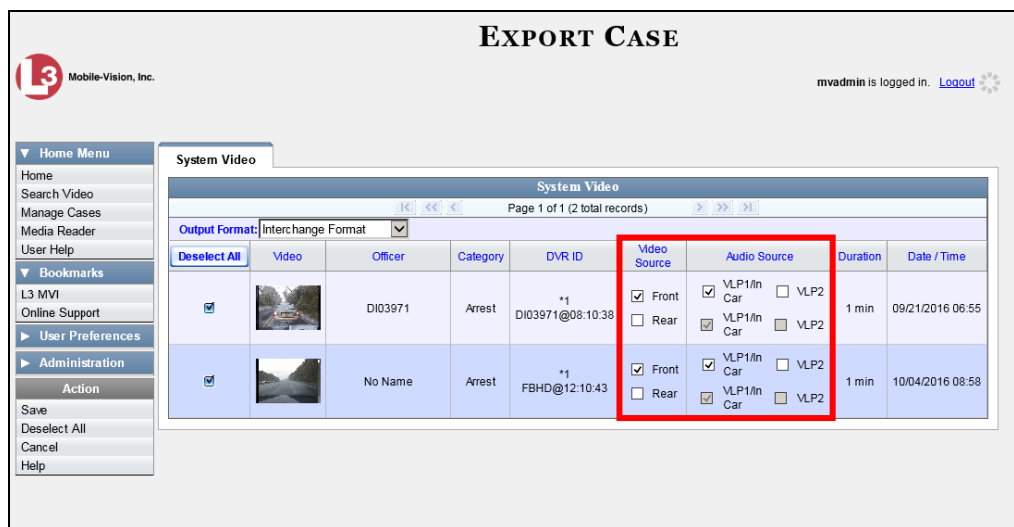 EXPORT CASE
L3 Mobile-Vision, Inc.
mvadmin is logged in. Logout
Home Menu
Home
Search Video
Manage Cases
Media Reader
User Help
Bookmarks
L3 MVI
Online Support
User Preferences
Administration
Action
Save
Deselect All
Cancel
Help
System Video
System Video
Page 1 of 1 (2 total records)
Output Format: Interchange Format
Deselect All Video Officer Category DVR ID Video Source Audio Source Duration Date / Time
DI03971 Arrest *1 DI03971@08:10:38 Front Rear VLP1/In Car VLP2 VLP1/In Car VLP2 1 min 09/21/2016 06:55
No Name Arrest *1 FBHD@12:10:43 Front Rear VLP1/In Car VLP2 VLP1/In Car VLP2 1 min 10/04/2016 08:58